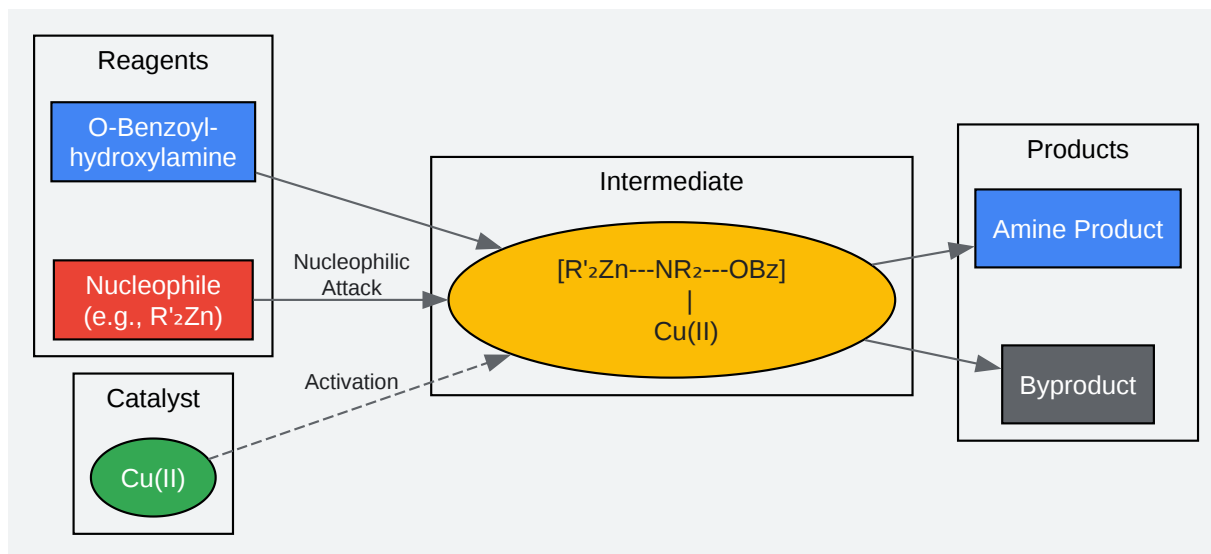 Reagents
O-Benzoyl-
hydroxylamine
Nucleophile
(e.g., R'₂Zn)
Catalyst
Cu(II)
Nucleophilic
Attack
Activation
Intermediate
[R'₂Zn---NR₂---OBz]
|
Cu(II)
Products
Amine Product
Byproduct